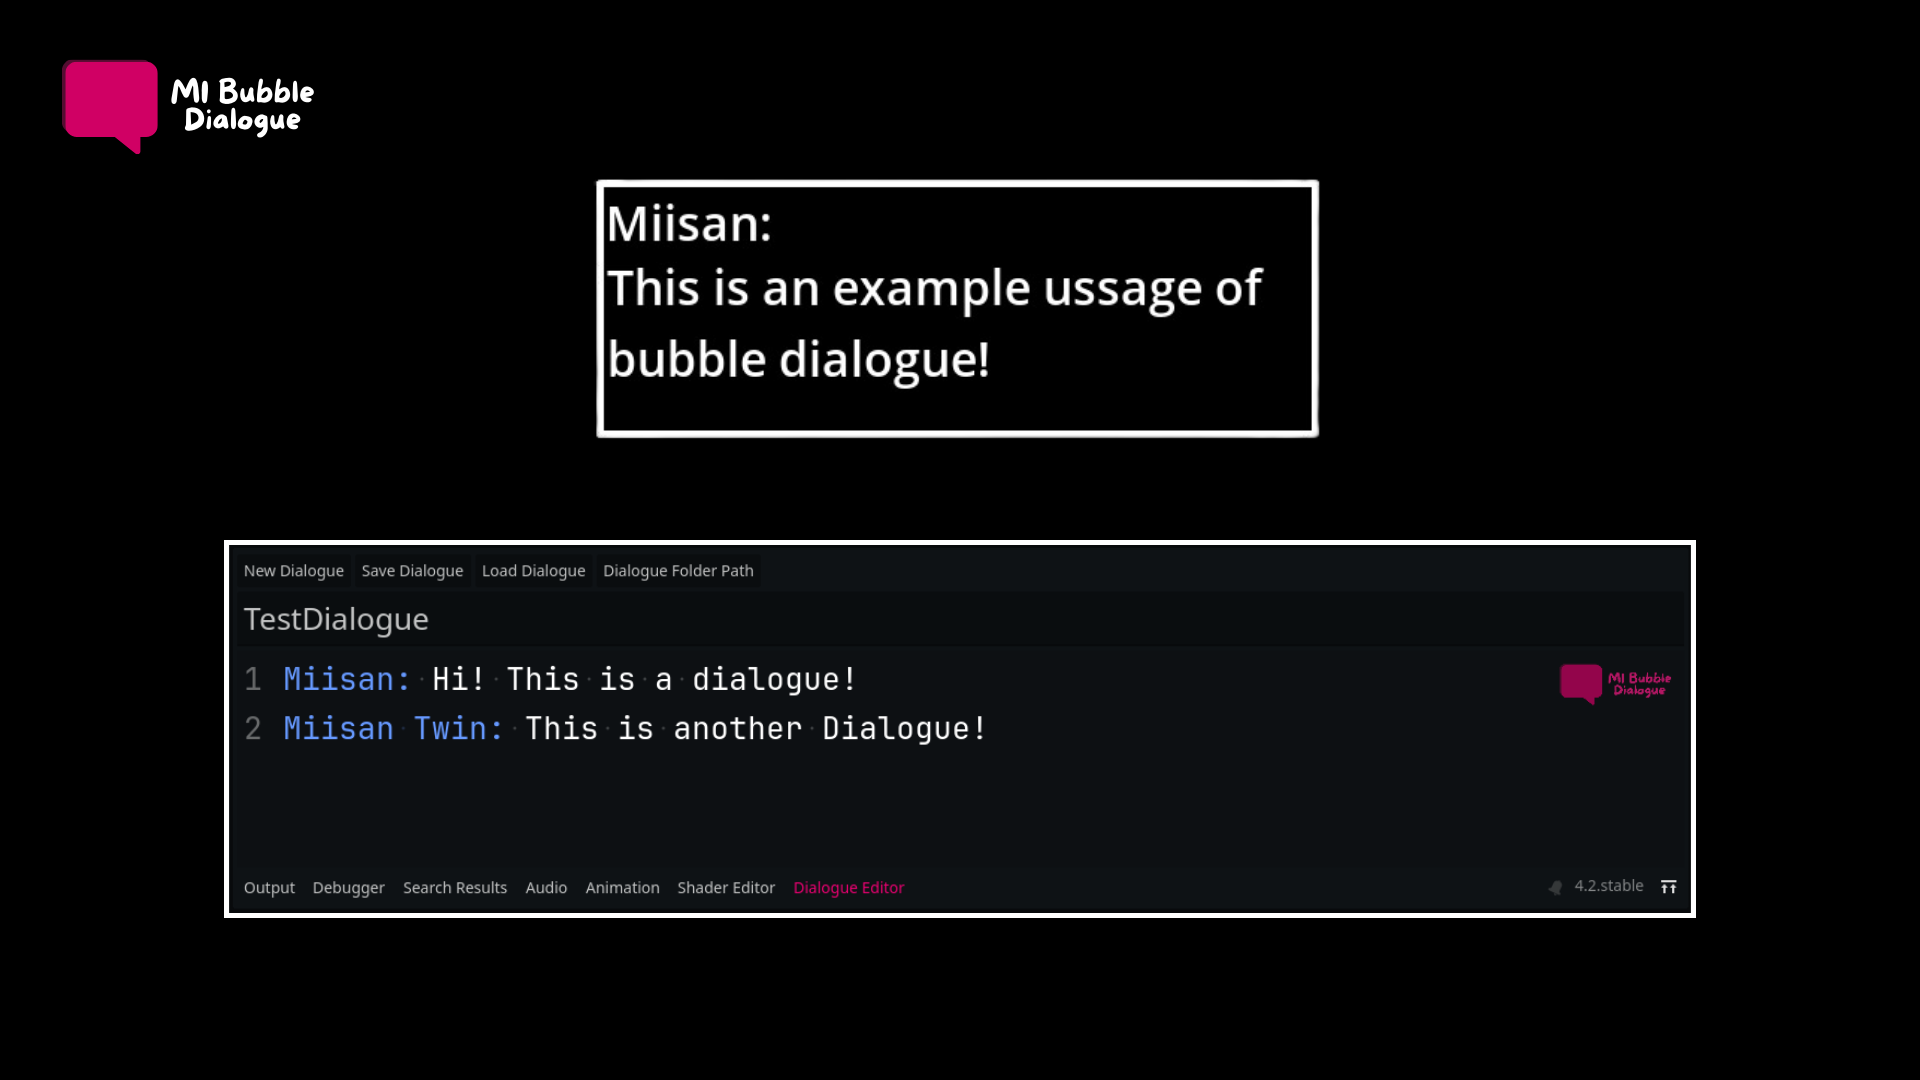 MI Bubble
Dialogue
Miisan:
This is an example ussage of
bubble dialogue!
New Dialogue Save Dialogue Load Dialogue Dialogue Folder Path
TestDialogue
1 Miisan: Hi! This is a dialogue!
MI Bubble
Dialogue
2 Miisan Twin: This is another Dialogue!
Output Debugger Search Results Audio Animation Shader Editor Dialogue Editor 4.2.stable